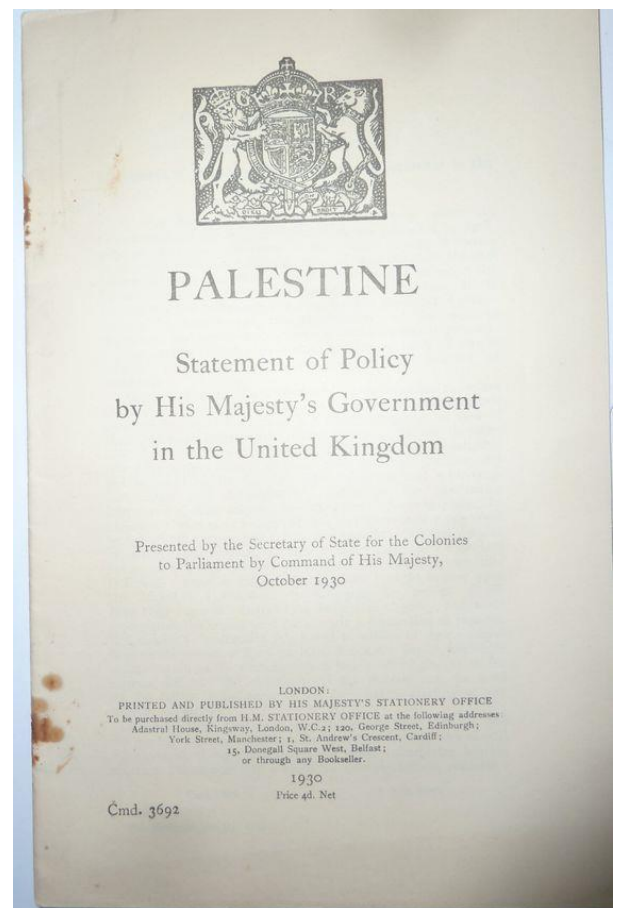 G R
DIEU ET MON DROIT
PALESTINE
Statement of Policy
by His Majesty's Government
in the United Kingdom
Presented by the Secretary of State for the Colonies
to Parliament by Command of His Majesty,
October 1930
LONDON:
PRINTED AND PUBLISHED BY HIS MAJESTY'S STATIONERY OFFICE
To be purchased directly from H.M. STATIONERY OFFICE at the following addresses
Adastral House, Kingsway, London, W.C.2; 120, George Street, Edinburgh;
York Street, Manchester; 1, St. Andrew's Crescent, Cardiff;
15, Donegall Square West, Belfast;
or through any Bookseller.
1930
Price 4d. Net
Cmd. 3692